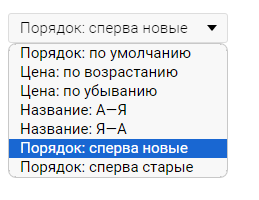 Порядок: сперва новые
Порядок: по умолчанию
Цена: по возрастанию
Цена: по убыванию
Название: А—Я
Название: Я—А
Порядок: сперва новые
Порядок: сперва старые